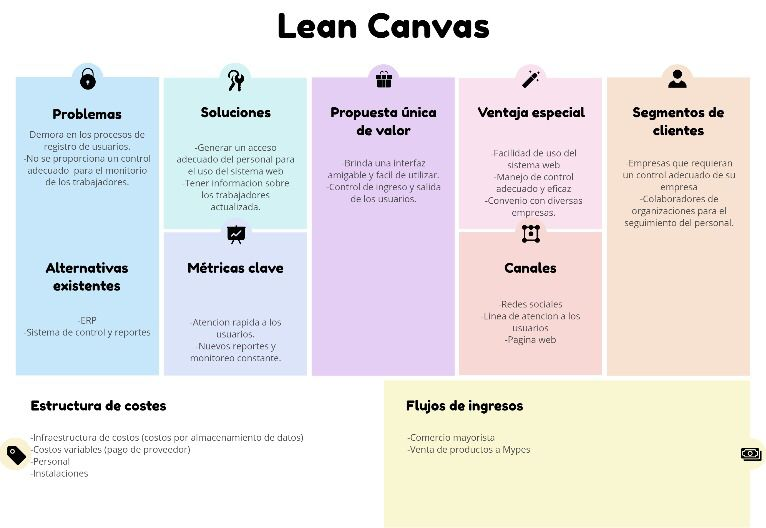 Lean Canvas
Problemas
Demora en los procesos de
registro de usuarios.
-No se proporciona un control
adecuado para el monitorio
de los trabajadores.
Alternativas
existentes
-ERP
-Sistema de control y reportes
Soluciones
-Generar un acceso
adecuado del personal para
el uso del sistema web
-Tener informacion sobre
los trabajadores
actualizada.
Métricas clave
-Atencion rapida a los
usuarios.
-Nuevos reportes y
monitoreo constante.
Propuesta única
de valor
-Brinda una interfaz
amigable y facil de utilizar.
-Control de ingreso y salida
de los usuarios.
Ventaja especial
-Facilidad de uso del
sistema web
-Manejo de control
adecuado y eficaz
-Convenio con diversas
empresas.
Canales
-Redes sociales
-Linea de atencion a los
usuarios
-Pagina web
Segmentos de
clientes
-Empresas que requieran
un control adecuado de su
empresa
-Colaboradores de
organizaciones para el
seguimiento del personal.
Estructura de costes
-Infraestructura de costos (costos por almacenamiento de datos)
-Costos variables (pago de proveedor)
-Personal
-Instalaciones
Flujos de ingresos
-Comercio mayorista
-Venta de productos a Mypes